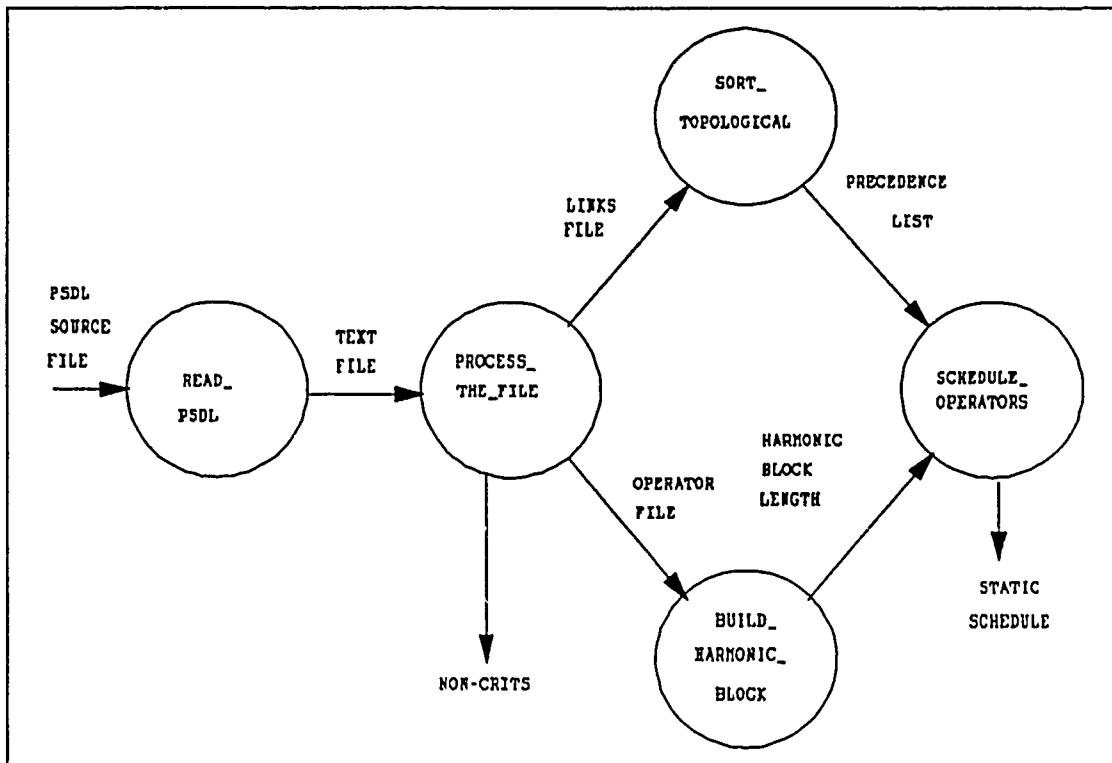 SORT_
TOPOLOGICAL
PRECEDENCE
LIST
LINKS
FILE
PSDL
SOURCE
FILE
TEXT
FILE
READ_
PSDL
PROCESS_
THE_FILE
SCHEDULE_
OPERATORS
HARMONIC
BLOCK
LENGTH
OPERATOR
FILE
STATIC
SCHEDULE
BUILD_
HARMONIC_
BLOCK
NON-CRITS